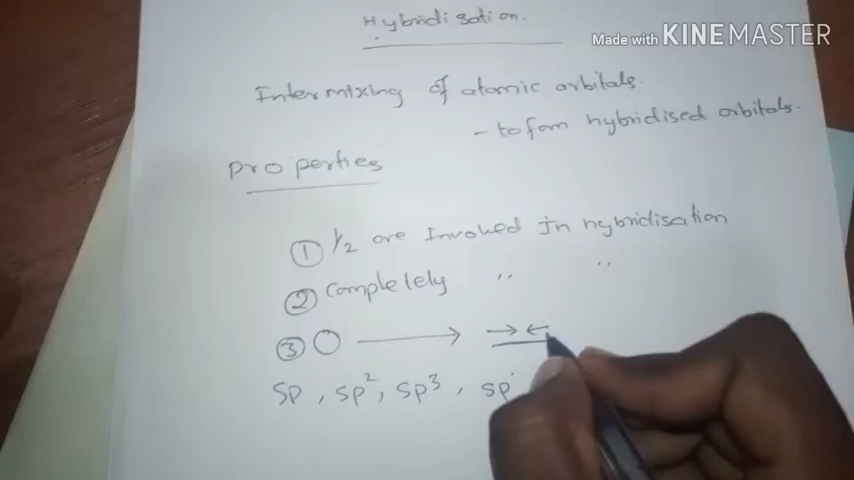 Hybridisation.
Made with KINEMASTER
Intermixing of atomic orbitals.
- to form hybridised orbitals.
Properties
① 1/2 are Involved in hybridisation
② Completely " "
③ ○ → → ←
sp, sp², sp³, sp